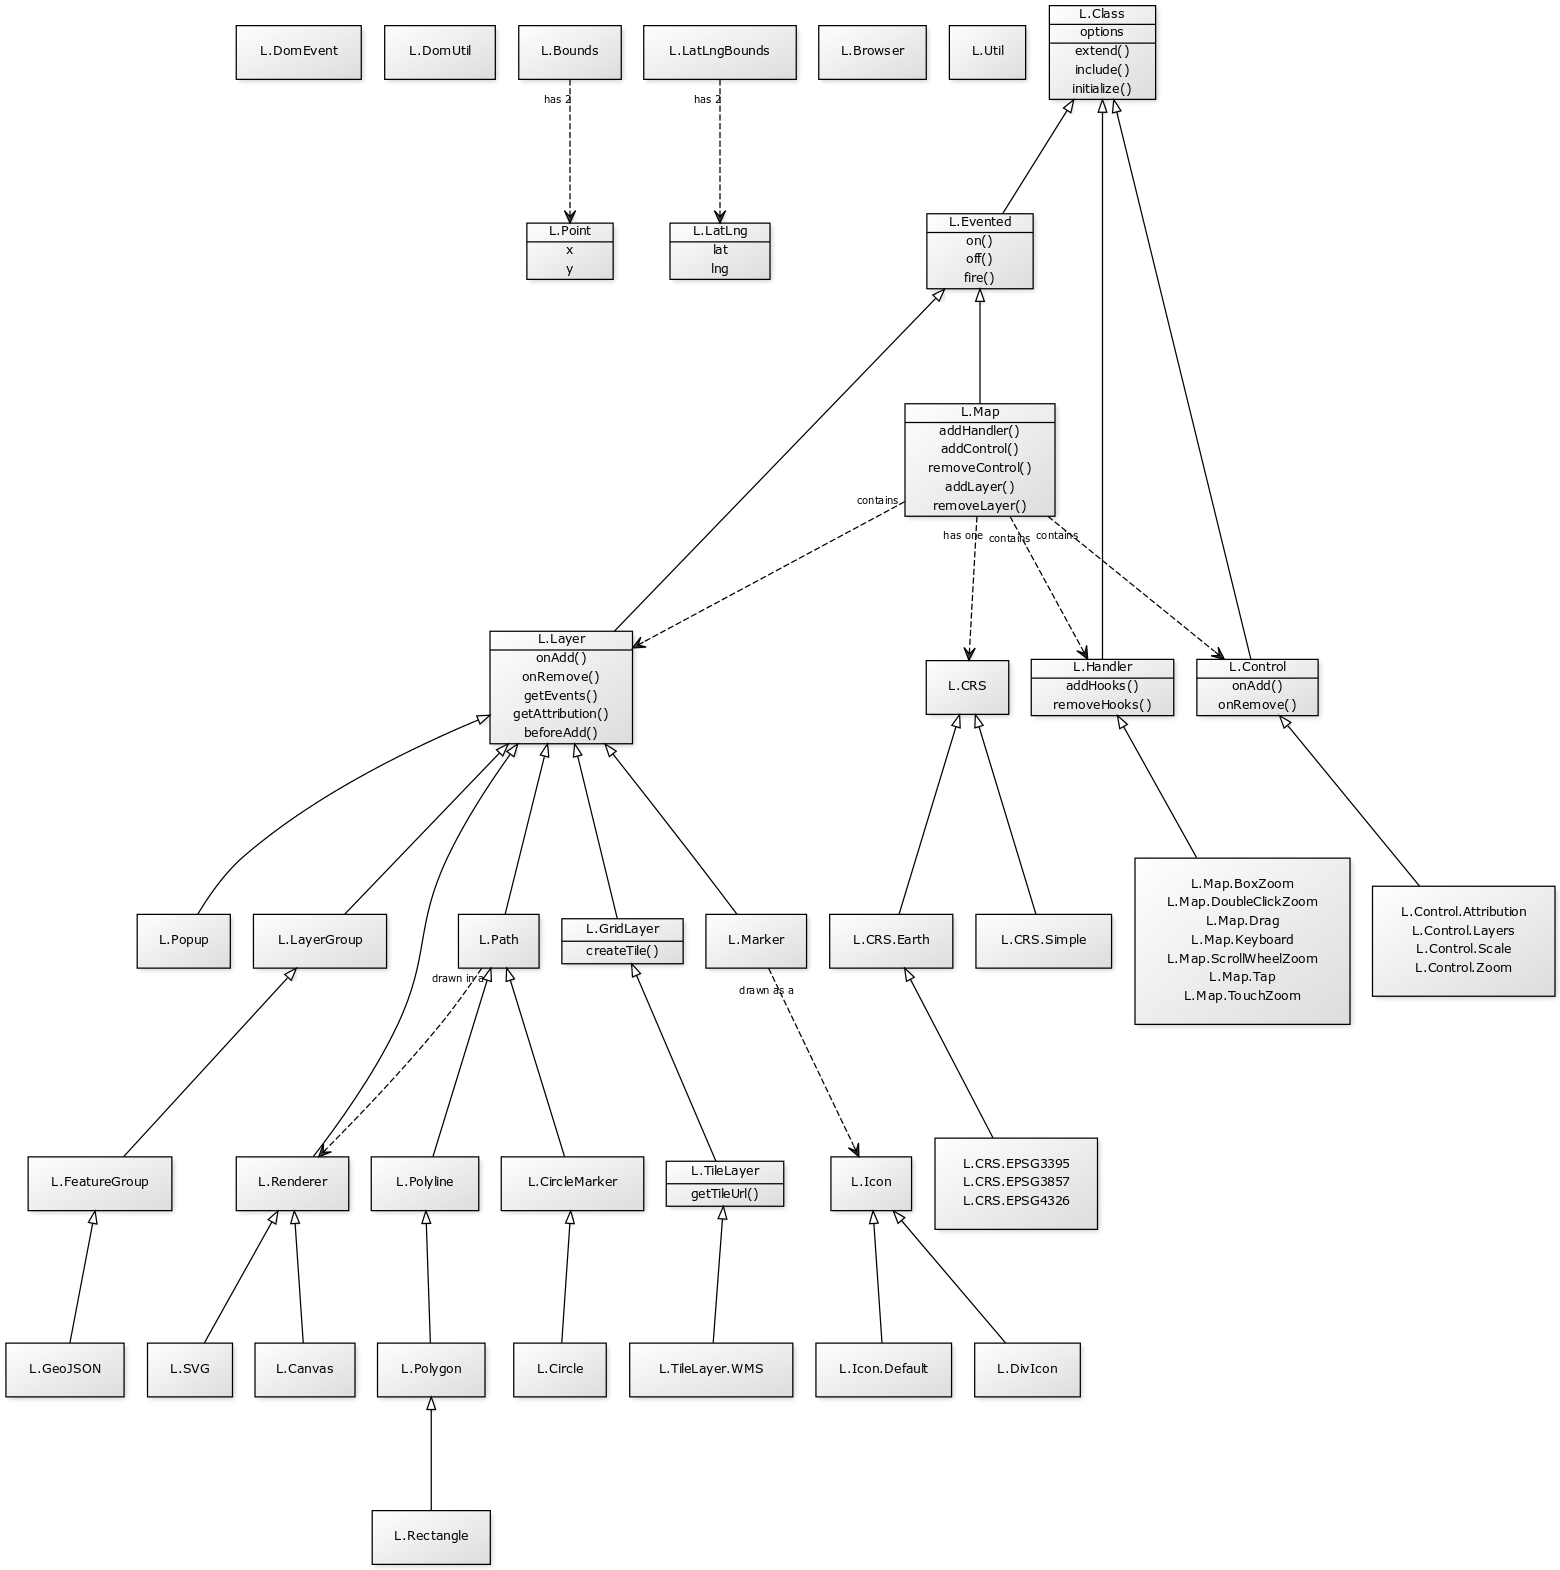 L.Class
options
extend()
include()
initialize()
L.DomEvent
L.DomUtil
L.Bounds
L.LatLngBounds
L.Browser
L.Util
has 2
has 2
L.Point
x
y
L.LatLng
lat
lng
L.Evented
on()
off()
fire()
L.Map
addHandler()
addControl()
removeControl()
addLayer()
removeLayer()
contains
has one
contains
contains
L.Layer
onAdd()
onRemove()
getEvents()
getAttribution()
beforeAdd()
L.CRS
L.Handler
addHooks()
removeHooks()
L.Control
onAdd()
onRemove()
L.Popup
L.LayerGroup
L.Path
L.GridLayer
createTile()
L.Marker
L.CRS.Earth
L.CRS.Simple
L.Map.BoxZoom
L.Map.DoubleClickZoom
L.Map.Drag
L.Map.Keyboard
L.Map.ScrollWheelZoom
L.Map.Tap
L.Map.TouchZoom
L.Control.Attribution
L.Control.Layers
L.Control.Scale
L.Control.Zoom
drawn in a
drawn as a
L.FeatureGroup
L.Renderer
L.Polyline
L.CircleMarker
L.TileLayer
getTileUrl()
L.Icon
L.CRS.EPSG3395
L.CRS.EPSG3857
L.CRS.EPSG4326
L.GeoJSON
L.SVG
L.Canvas
L.Polygon
L.Circle
L.TileLayer.WMS
L.Icon.Default
L.DivIcon
L.Rectangle